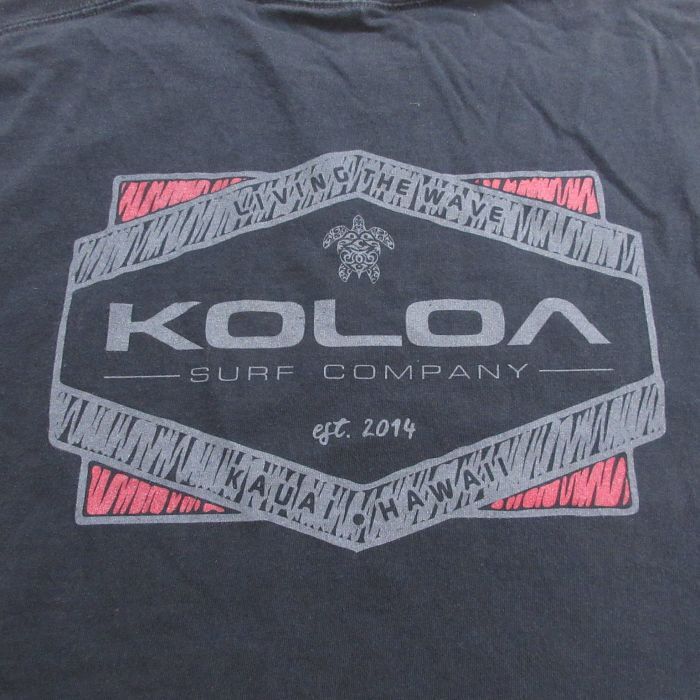 LIVING THE WAVE
KOLOA
SURF COMPANY
est. 2014
KAUAI • HAWAII